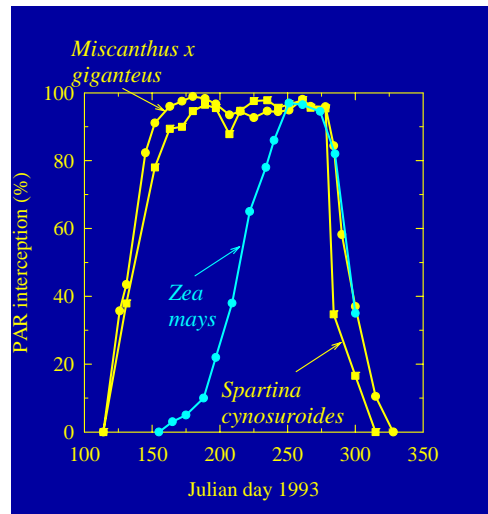 Miscanthus x
giganteus
100
80
60
40
20
0
PAR interception (%)
Zea
mays
Spartina
cynosuroides
100
150
200
250
300
350
Julian day 1993